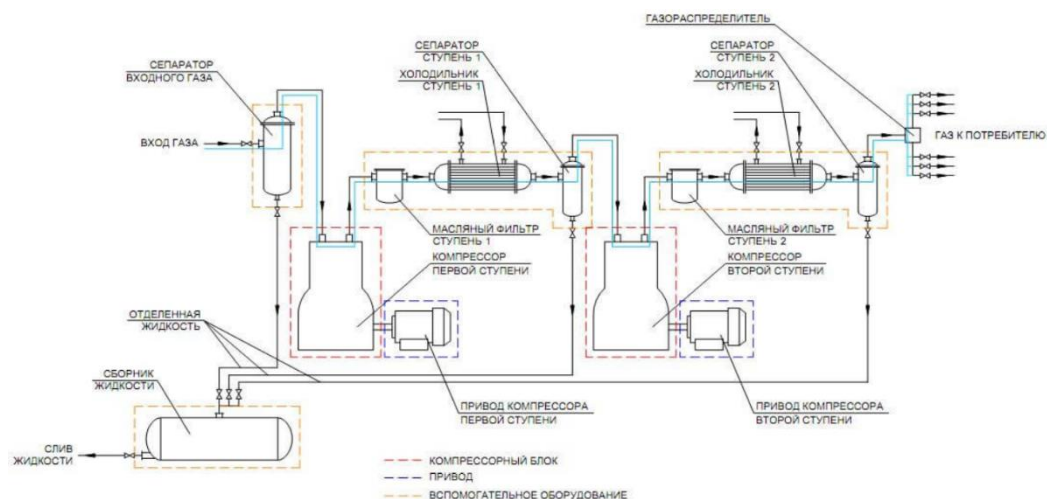 ГАЗОРАСПРЕДЕЛИТЕЛЬ
СЕПАРАТОР
СТУПЕНЬ 1
СЕПАРАТОР
СТУПЕНЬ 2
СЕПАРАТОР
ВХОДНОГО ГАЗА
ХОЛОДИЛЬНИК
СТУПЕНЬ 1
ХОЛОДИЛЬНИК
СТУПЕНЬ 2
ВХОД ГАЗА
ГАЗ К ПОТРЕБИТЕЛЮ
МАСЛЯНЫЙ ФИЛЬТР
СТУПЕНЬ 1
МАСЛЯНЫЙ ФИЛЬТР
СТУПЕНЬ 2
КОМПРЕССОР
ПЕРВОЙ СТУПЕНИ
КОМПРЕССОР
ВТОРОЙ СТУПЕНИ
ОТДЕЛЕННАЯ
ЖИДКОСТЬ
СБОРНИК
ЖИДКОСТИ
ПРИВОД КОМПРЕССОРА
ПЕРВОЙ СТУПЕНИ
ПРИВОД КОМПРЕССОРА
ВТОРОЙ СТУПЕНИ
СЛИВ
ЖИДКОСТИ
КОМПРЕССОРНЫЙ БЛОК
ПРИВОД
ВСПОМОГАТЕЛЬНОЕ ОБОРУДОВАНИЕ